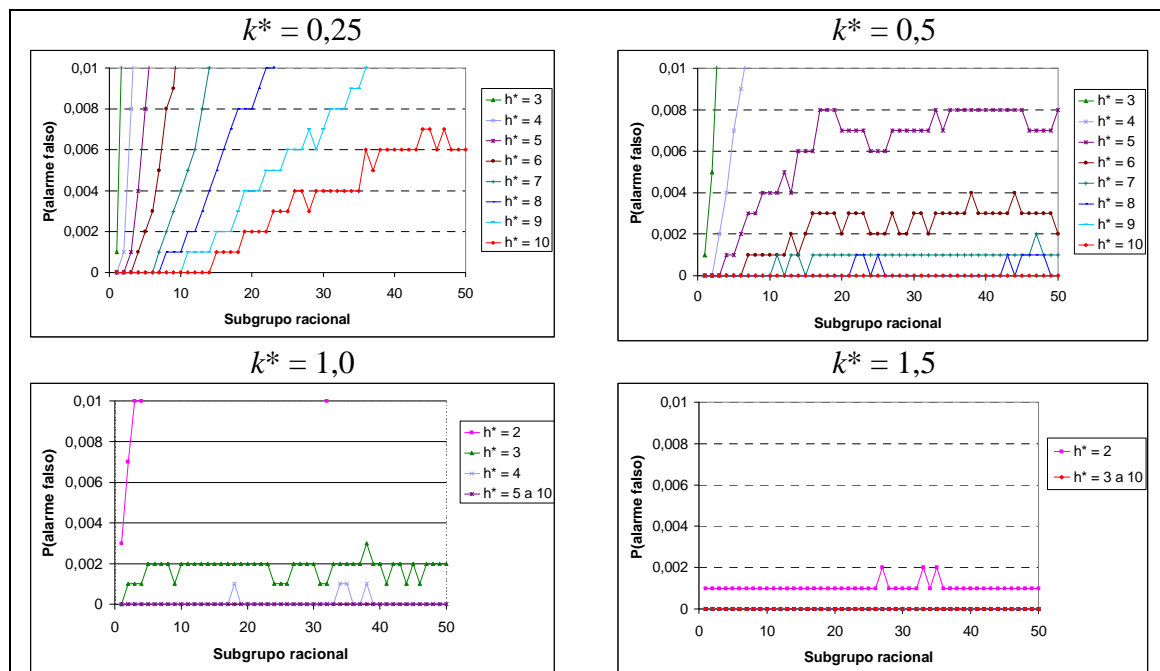 k* = 0,25
0,01
0,008
0,006
0,004
0,002
0
P(alarme falso)
0 10 20 30 40 50
Subgrupo racional
h* = 3
h* = 4
h* = 5
h* = 6
h* = 7
h* = 8
h* = 9
h* = 10
k* = 0,5
0,01
0,008
0,006
0,004
0,002
0
P(alarme falso)
0 10 20 30 40 50
Subgrupo racional
h* = 3
h* = 4
h* = 5
h* = 6
h* = 7
h* = 8
h* = 9
h* = 10
k* = 1,0
0,01
0,008
0,006
0,004
0,002
0
P(alarme falso)
0 10 20 30 40 50
Subgrupo racional
h* = 2
h* = 3
h* = 4
h* = 5 a 10
k* = 1,5
0,01
0,008
0,006
0,004
0,002
0
P(alarme falso)
0 10 20 30 40 50
Subgrupo racional
h* = 2
h* = 3 a 10